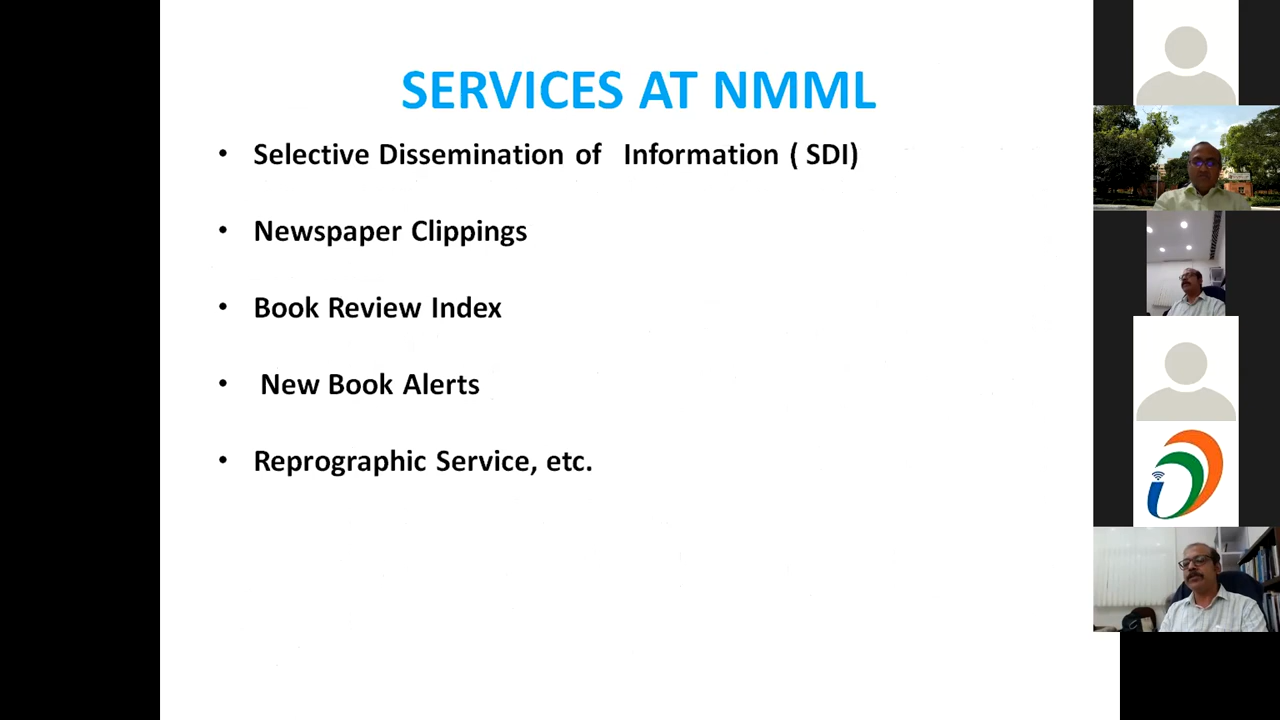 SERVICES AT NMML
• Selective Dissemination of Information ( SDI)
• Newspaper Clippings
• Book Review Index
• New Book Alerts
• Reprographic Service, etc.